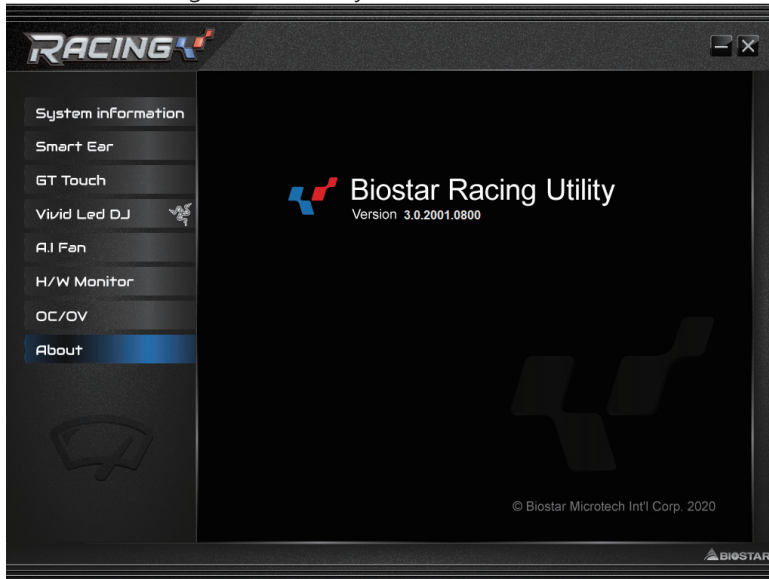 RACING
System information
Smart Ear
GT Touch
Vivid Led DJ
A.I Fan
H/W Monitor
OC/OV
About
Biostar Racing Utility
Version 3.0.2001.0800
© Biostar Microtech Int'l Corp. 2020
BIOSTAR